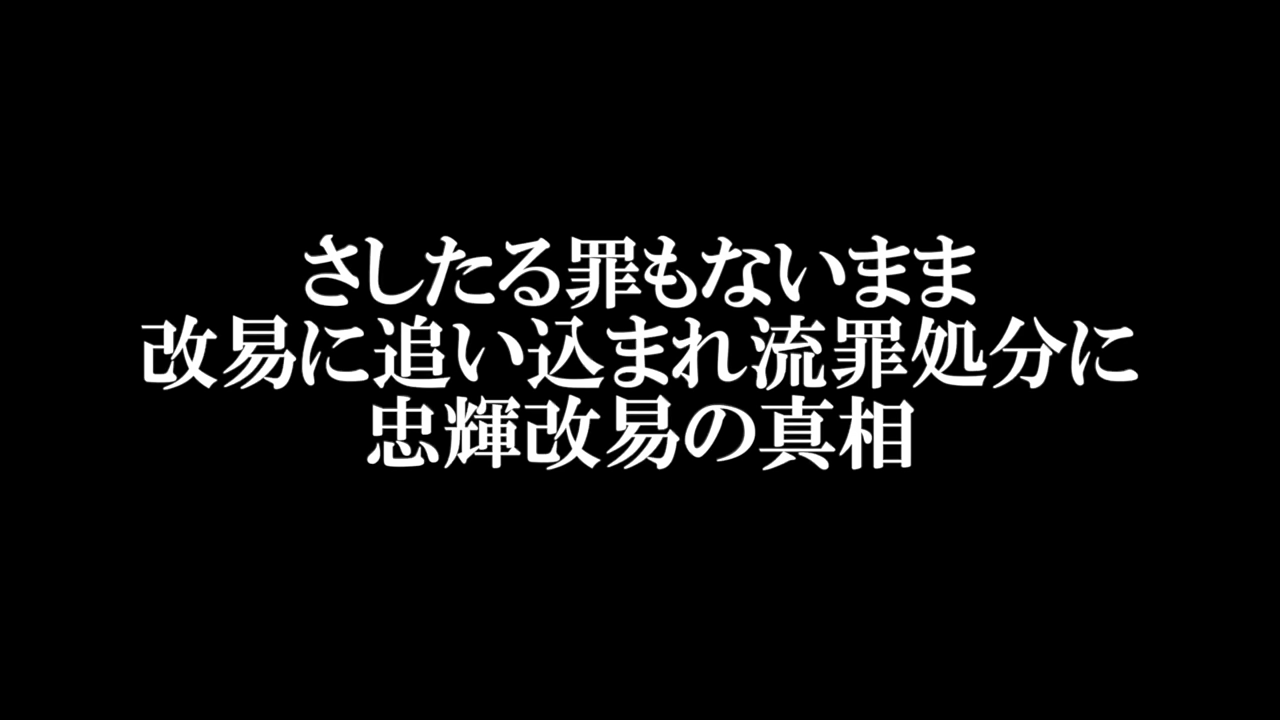 さしたる罪もないまま
改易に追い込まれ流罪処分に
忠輝改易の真相